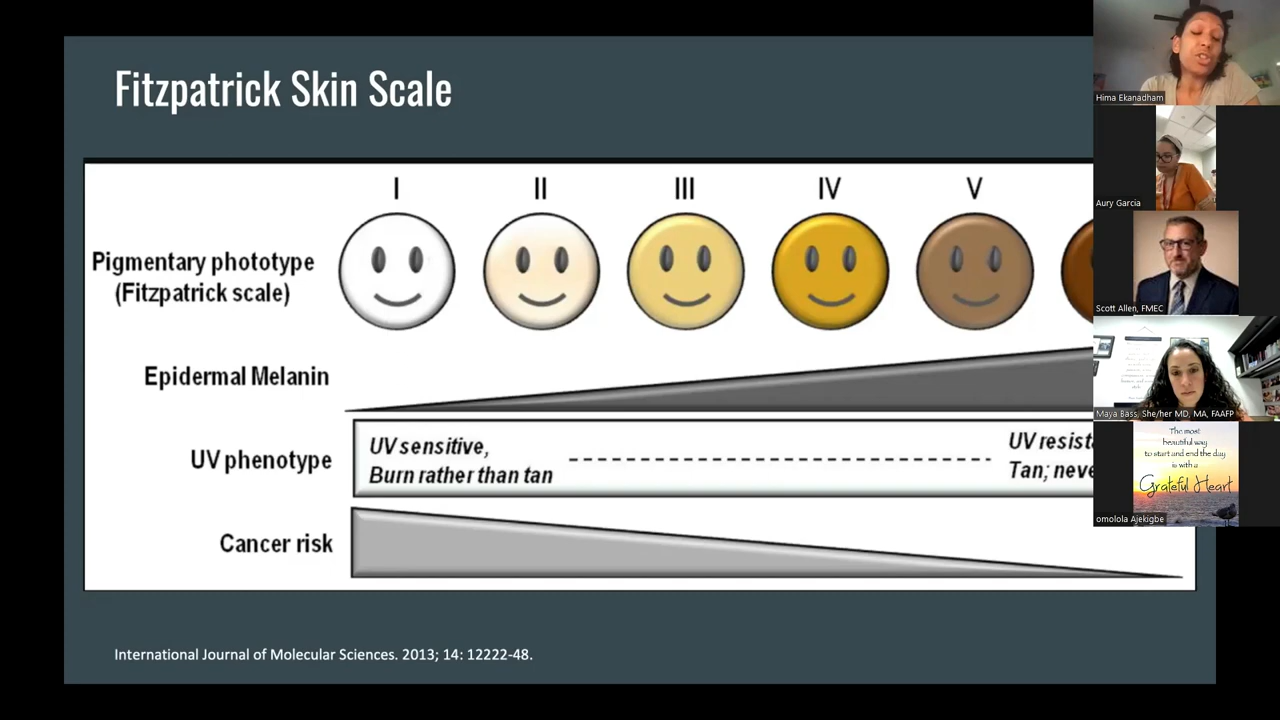 Fitzpatrick Skin Scale
I II III IV V
Pigmentary phototype
(Fitzpatrick scale)
Epidermal Melanin
UV phenotype
UV sensitive,
Burn rather than tan
UV resist
Tan; neve
Cancer risk
International Journal of Molecular Sciences. 2013; 14: 12222-48.
Hima Ekanadham
Aury Garcia
Scott Allen, FMEC
Maya Bass, She/her MD, MA, FAAFP
The most
beautiful way
to start and end the day
is with a
Grateful Heart
omolola Ajekigbe